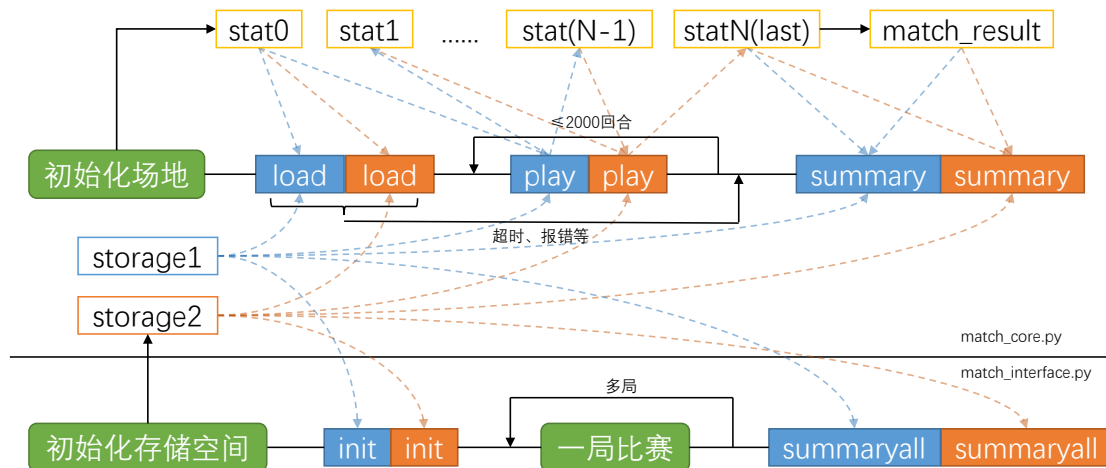 stat0
stat1
......
stat(N-1)
statN(last)
match_result
≤2000回合
初始化场地
load
load
play
play
summary
summary
超时、报错等
storage1
storage2
match_core.py
match_interface.py
多局
初始化存储空间
init
init
一局比赛
summaryall
summaryall